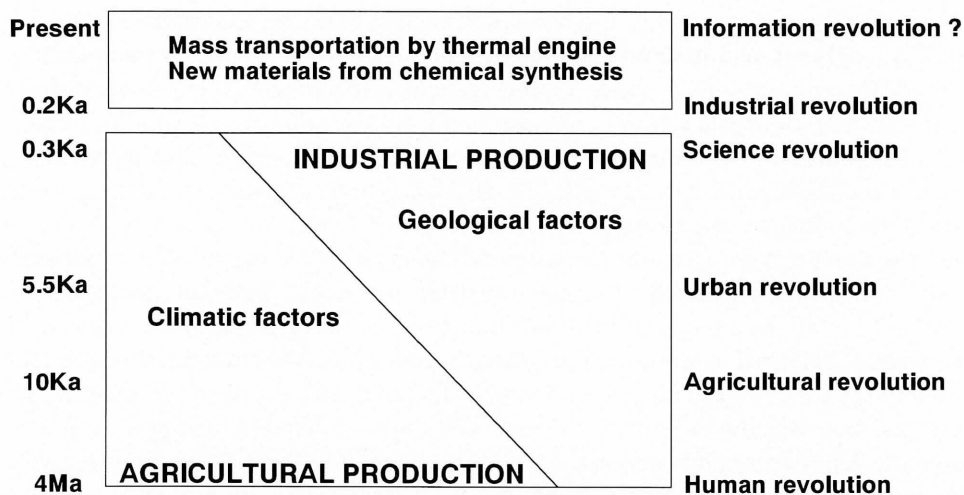 Present
Information revolution ?
Mass transportation by thermal engine
New materials from chemical synthesis
0.2Ka
Industrial revolution
0.3Ka
INDUSTRIAL PRODUCTION
Science revolution
Geological factors
5.5Ka
Urban revolution
Climatic factors
10Ka
Agricultural revolution
AGRICULTURAL PRODUCTION
4Ma
Human revolution